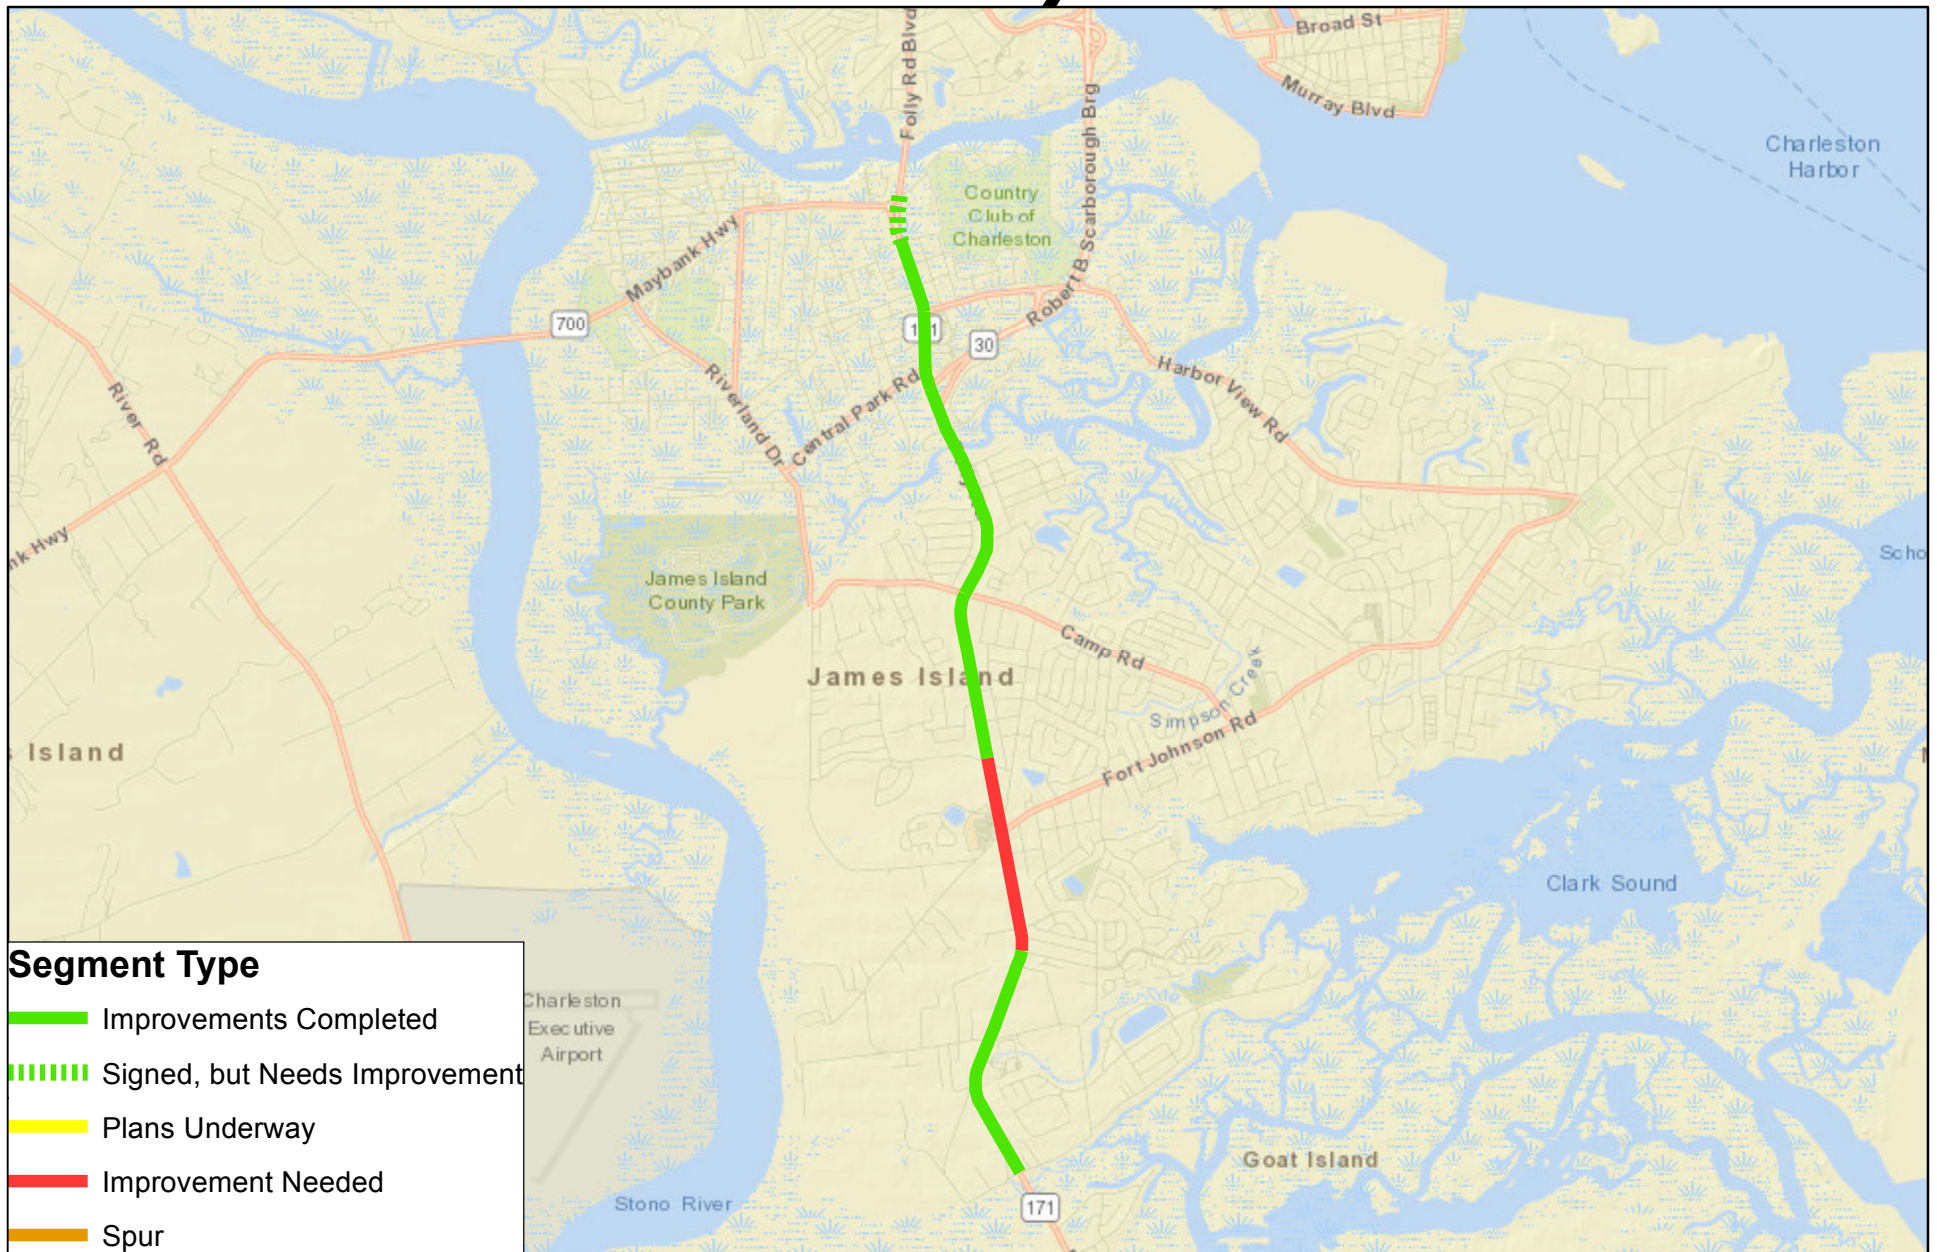 Broad St
Murray Blvd
Folly Rd Blvd
Robert B Scarborough Brg
Charleston
Harbor
Country
Club of
Charleston
Maybank Hwy
700
30
Riverland Dr
Central Park Rd
Harbor View Rd
River Rd
nk Hwy
James Island
County Park
Scho
Camp Rd
James Island
Simpson Creek
Fort Johnson Rd
s Island
Clark Sound
Segment Type
Improvements Completed
Signed, but Needs Improvement
Plans Underway
Improvement Needed
Spur
Charleston
Executive
Airport
Stono River
Goat Island
171